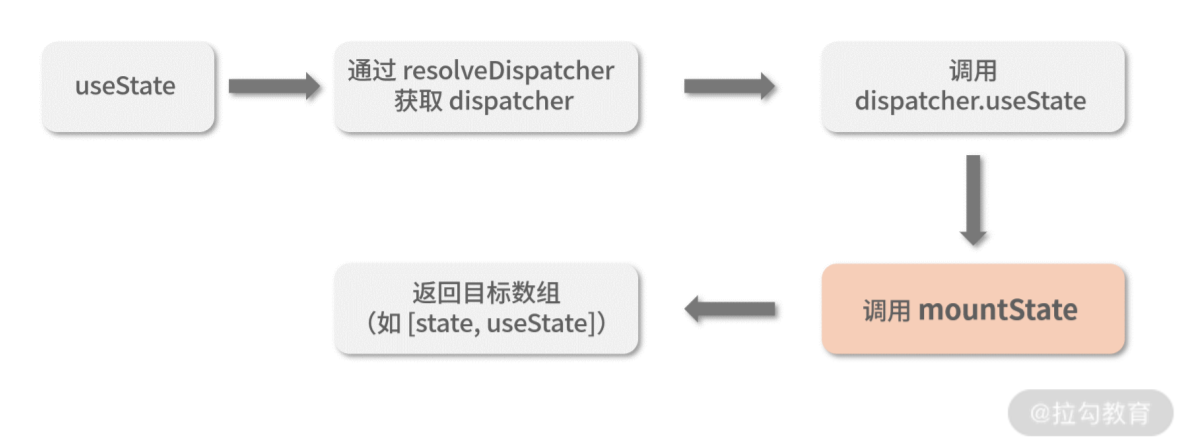 useState
通过 resolveDispatcher
获取 dispatcher
调用
dispatcher.useState
调用 mountState
返回目标数组
（如 [state, useState]）
@拉勾教育